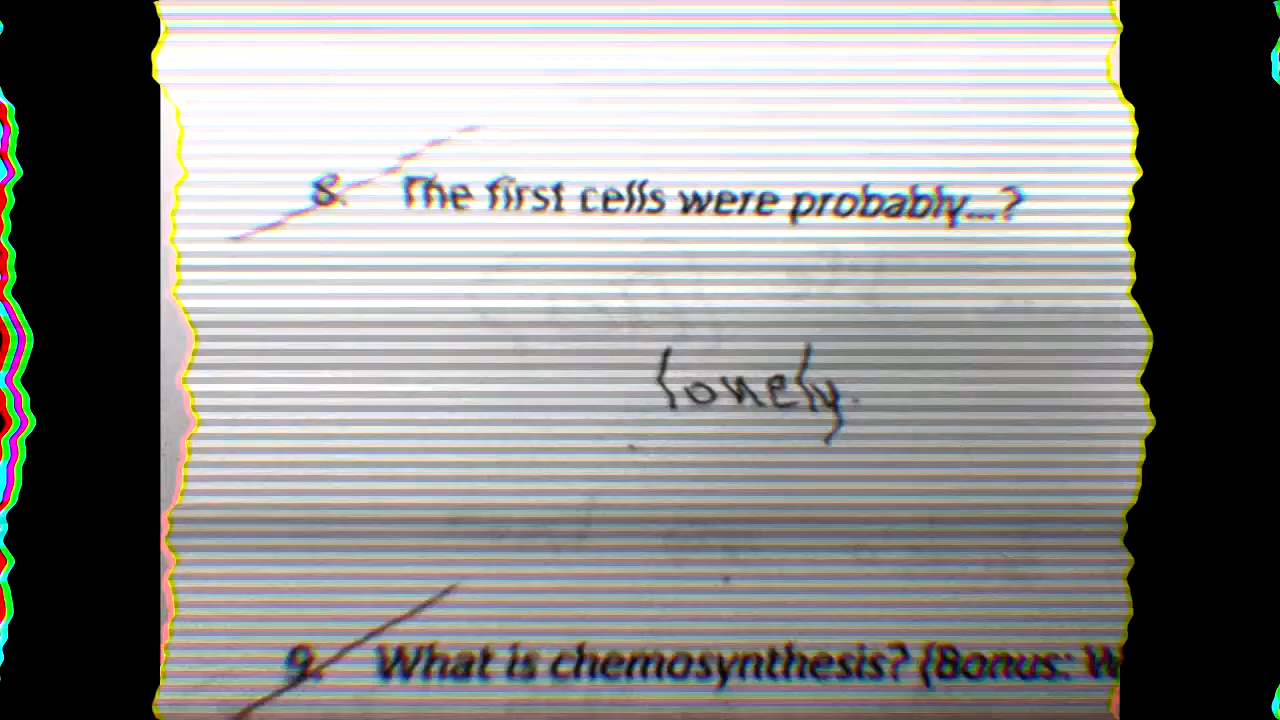 8. The first cells were probably...?
lonely.
9. What is chemosynthesis? (Bonus: